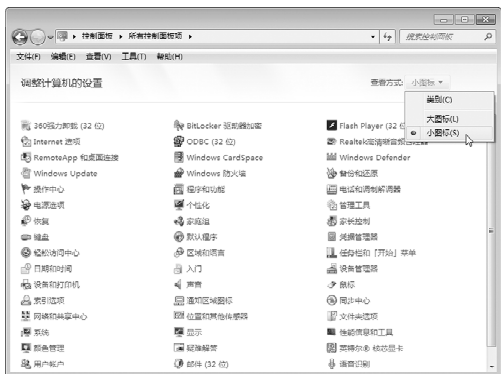 控制面板 ▸ 所有控制面板项 ▸
搜索控制面板
文件(F) 编辑(E) 查看(V) 工具(T) 帮助(H)
调整计算机的设置
查看方式: 小图标
类别(C)
大图标(L)
小图标(S)
360强力卸载 (32 位) BitLocker 驱动器加密 Flash Player (32 位)
Internet 选项 ODBC (32 位) Realtek高清晰音频
RemoteApp 和桌面连接 Windows CardSpace Windows Defender
Windows Update Windows 防火墙 备份和还原
操作中心 程序和功能 电话和调制解调器
电源选项 个性化 管理工具
恢复 家庭组 家长控制
键盘 默认程序 凭据管理器
轻松访问中心 区域和语言 任务栏和「开始」菜单
日期和时间 入门 设备管理器
设备和打印机 声音 鼠标
索引选项 通知区域图标 同步中心
网络和共享中心 位置和其他传感器 文件夹选项
系统 显示 性能信息和工具
颜色管理 疑难解答 英特尔® 核芯显卡
用户帐户 邮件 (32 位) 语音识别